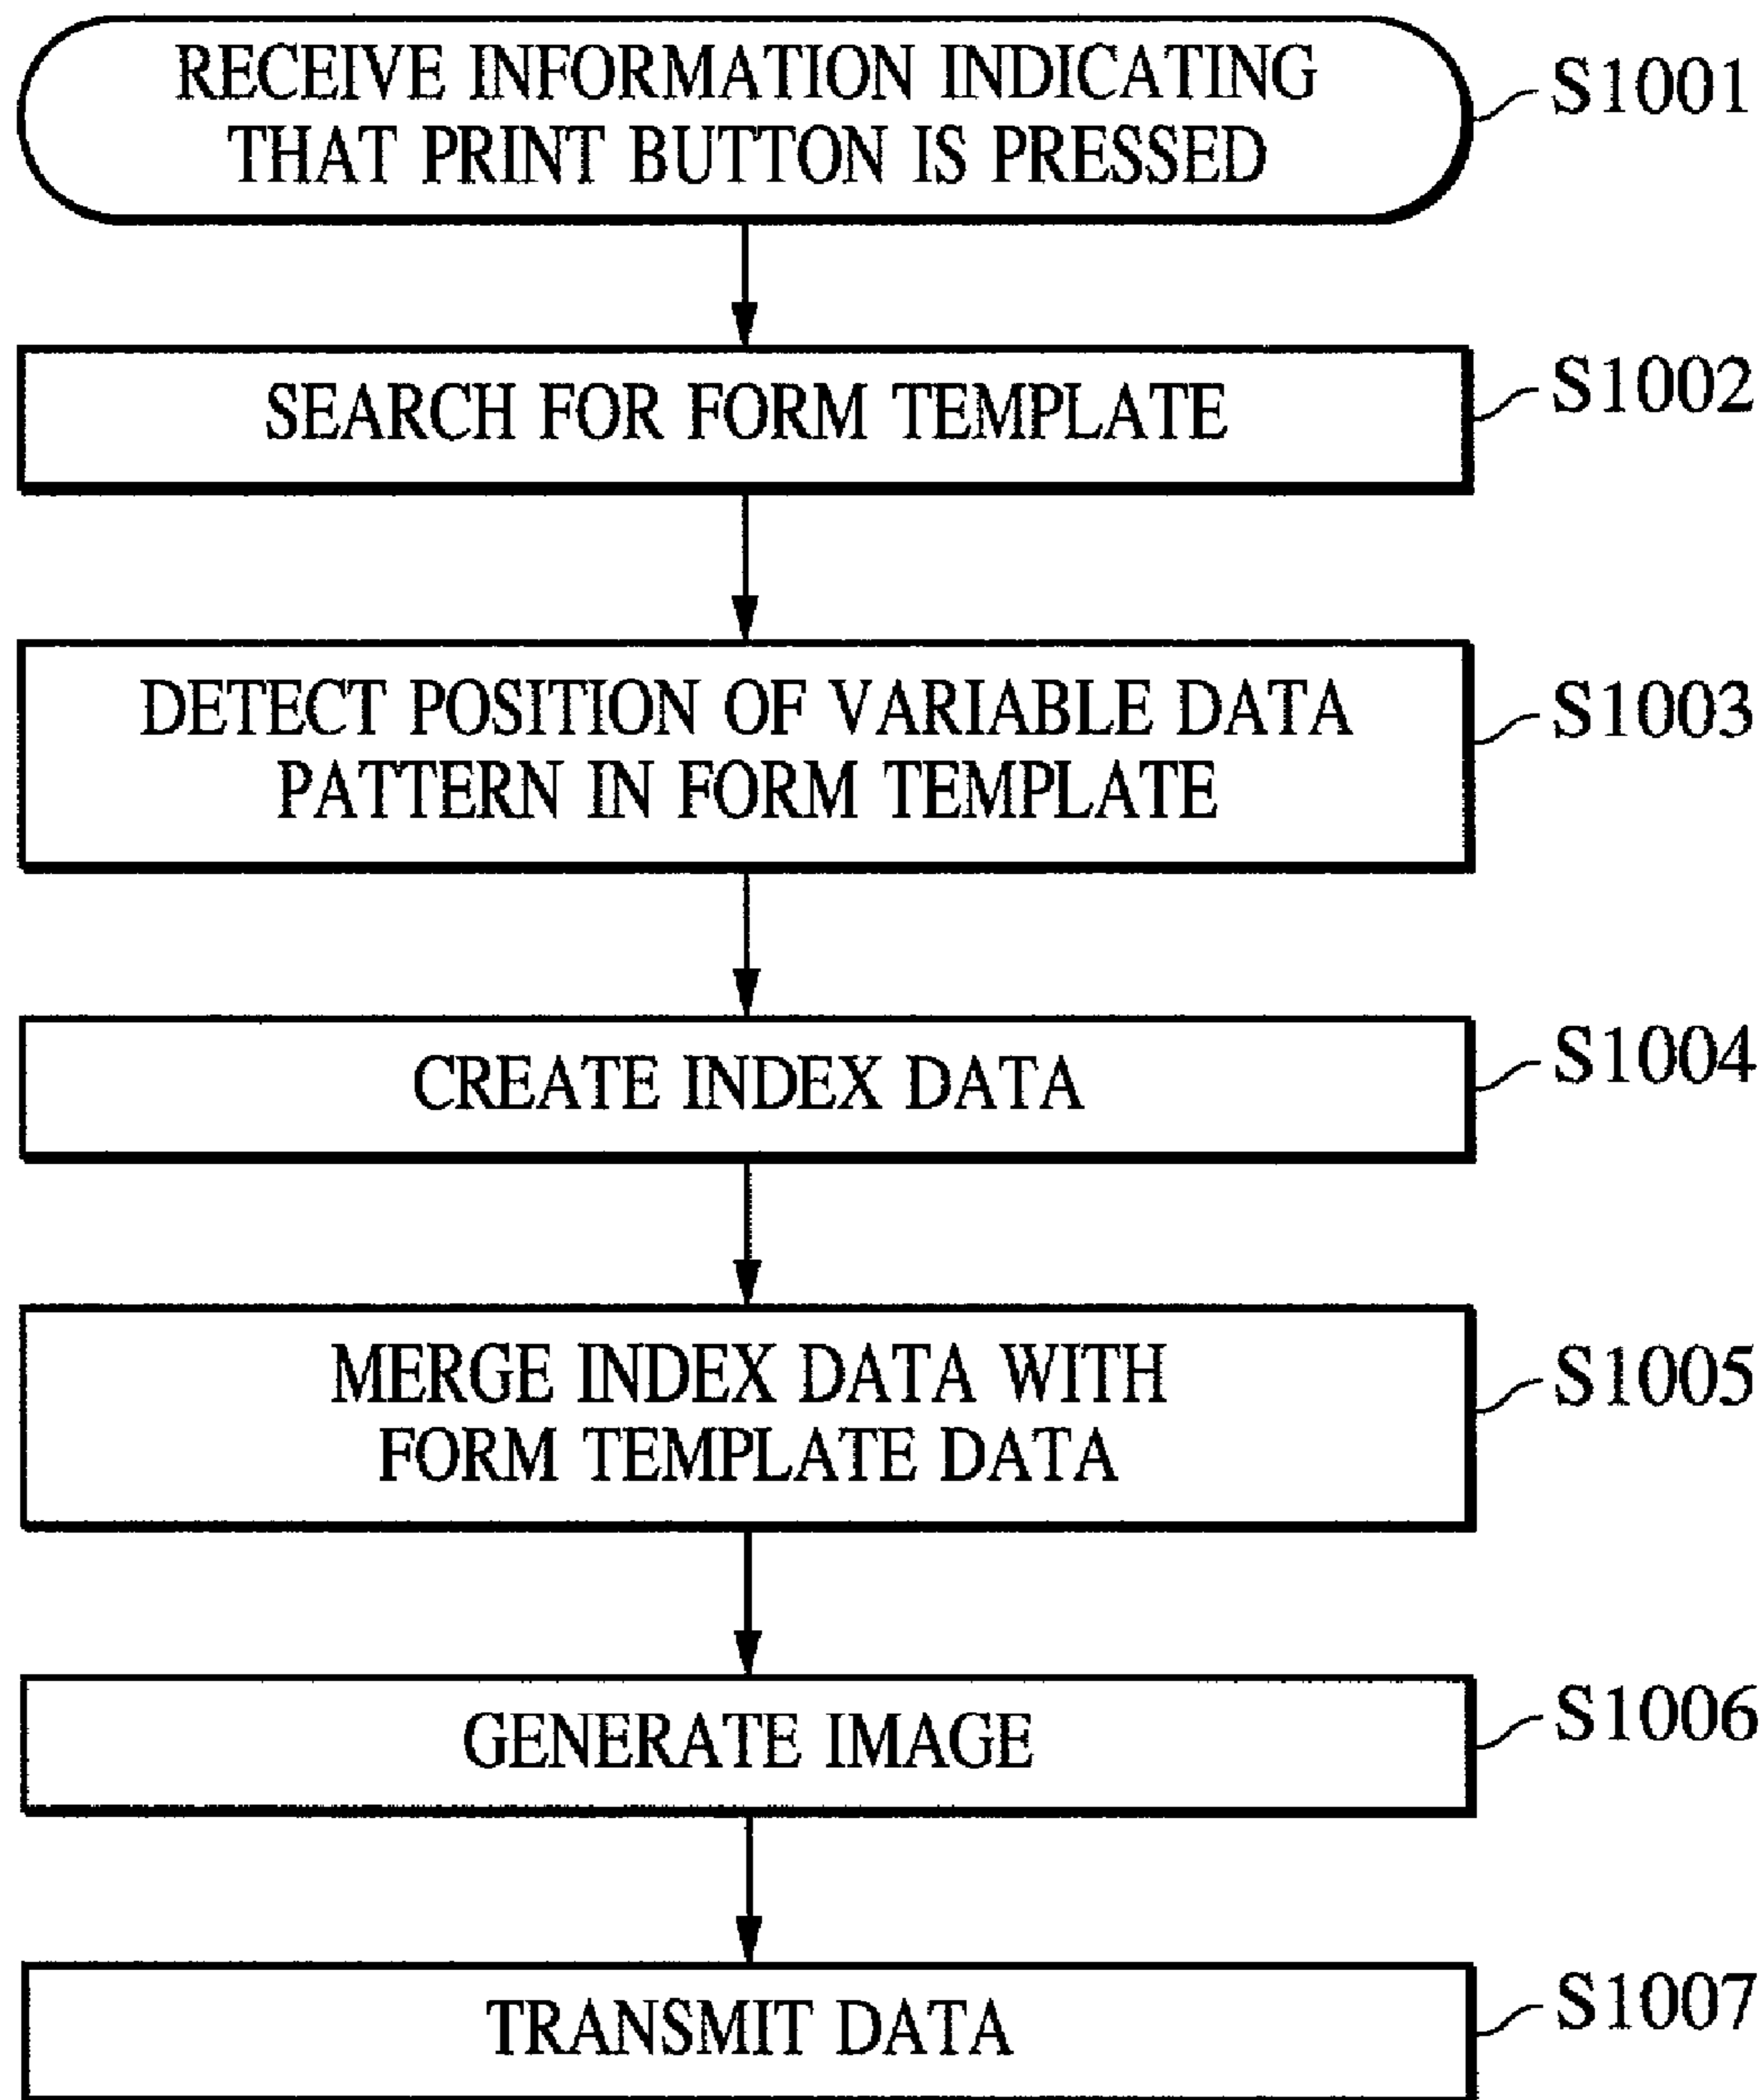 RECEIVE INFORMATION INDICATING
THAT PRINT BUTTON IS PRESSED
S1001
SEARCH FOR FORM TEMPLATE
S1002
DETECT POSITION OF VARIABLE DATA
PATTERN IN FORM TEMPLATE
S1003
CREATE INDEX DATA
S1004
MERGE INDEX DATA WITH
FORM TEMPLATE DATA
S1005
GENERATE IMAGE
S1006
TRANSMIT DATA
S1007